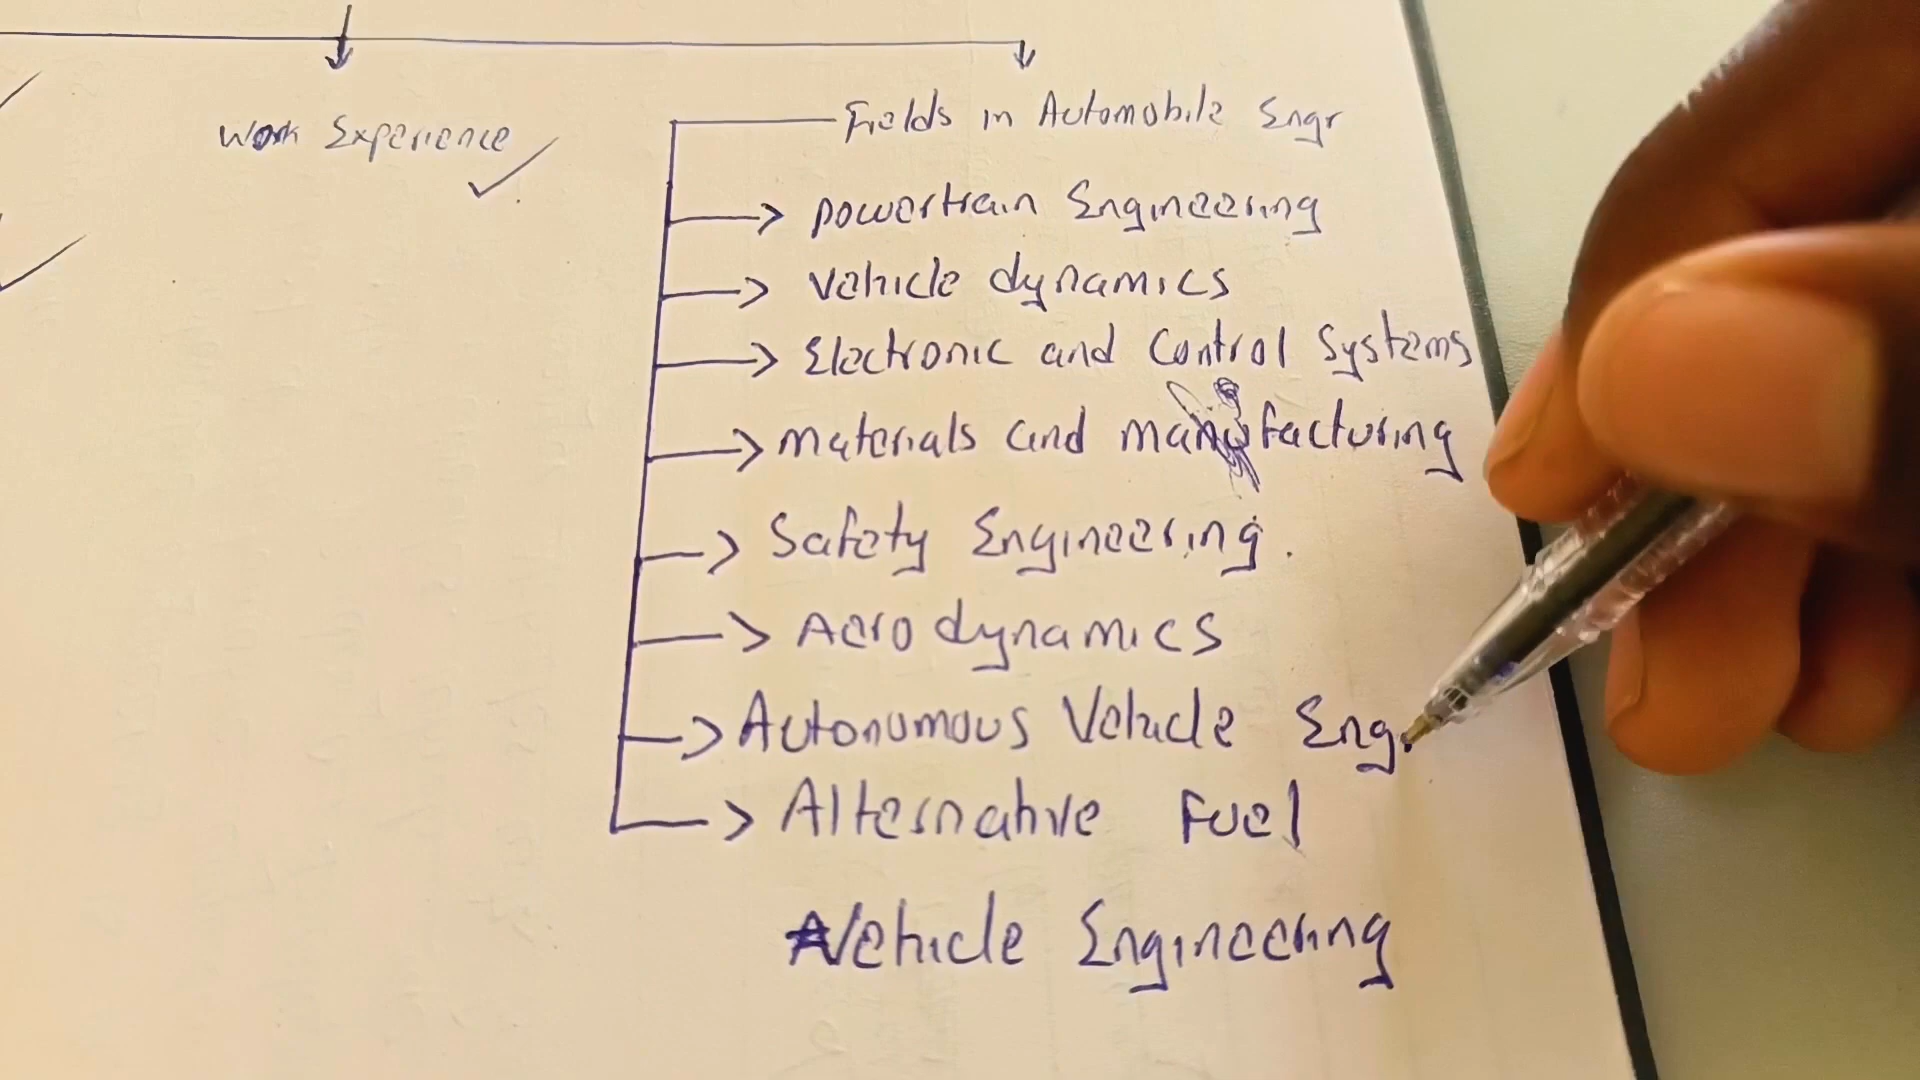 Work Experience
Fields in Automobile Engr
powertrain Engineering
Vehicle dynamics
Electronic and Control Systems
materials and manufacturing
Safety Engineering.
Aerodynamics
Autonomous Vehicle Engr
Alternative Fuel
Vehicle Engineering